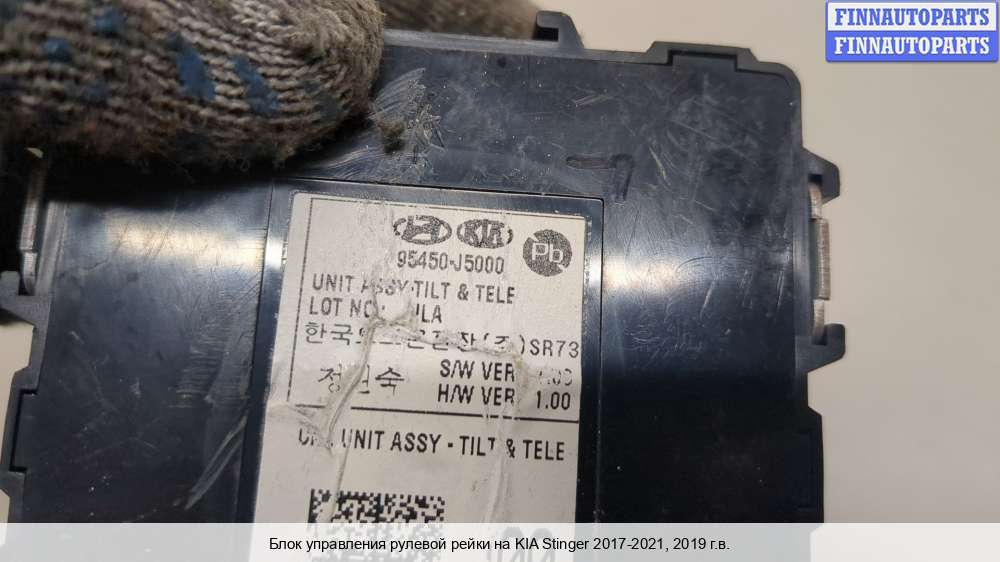 FINNAUTOPARTS
FINNAUTOPARTS
KIA Pb
95450-J5000
UNIT ASSY-TILT & TELE
LOT NO
SR73
S/W VER
H/W VER 1.00
UNIT ASSY - TILT & TELE
Блок управления рулевой рейки на KIA Stinger 2017-2021, 2019 г.в.